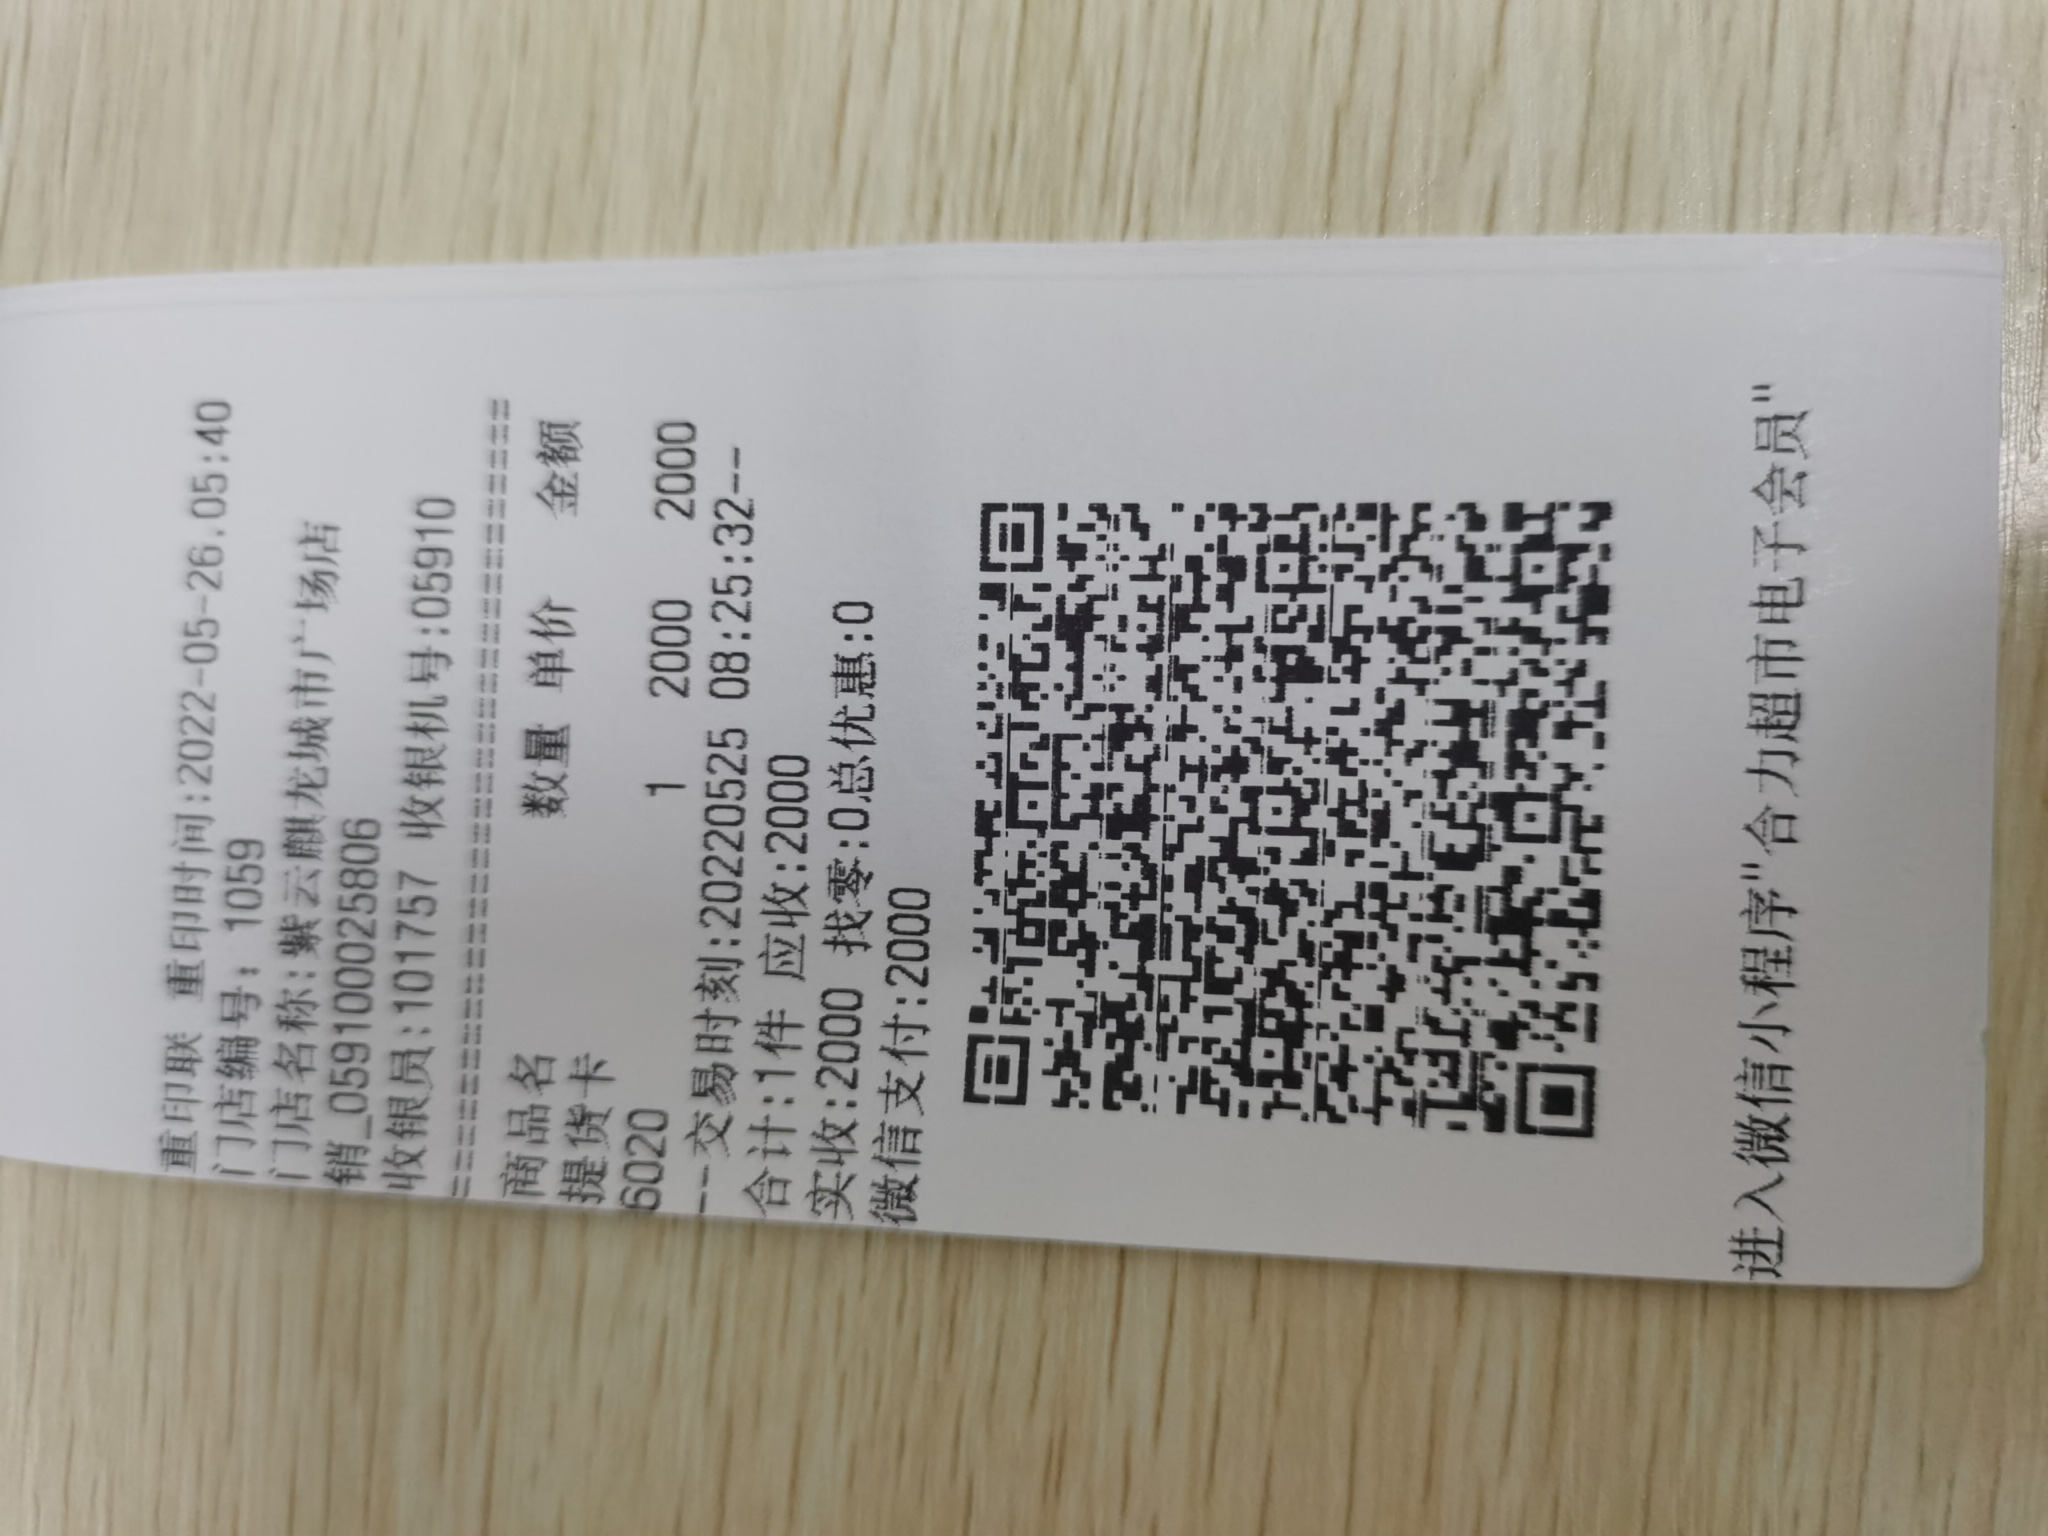 重印联 重印时间:2022-05-26.05:40
门店编号: 1059
门店名称:紫云麒龙城市广场店
销_0591000258​06
收银员:101757 收银机号:05910
商品名 数量 单价 金额
提货卡
6020 1 2000 2000
---交易时刻:20220525 08:25:32--
合计:1件 应收:2000
实收:2000 找零:0总优惠:0
微信支付:2000
进入微信小程序"合力超市电子会员"